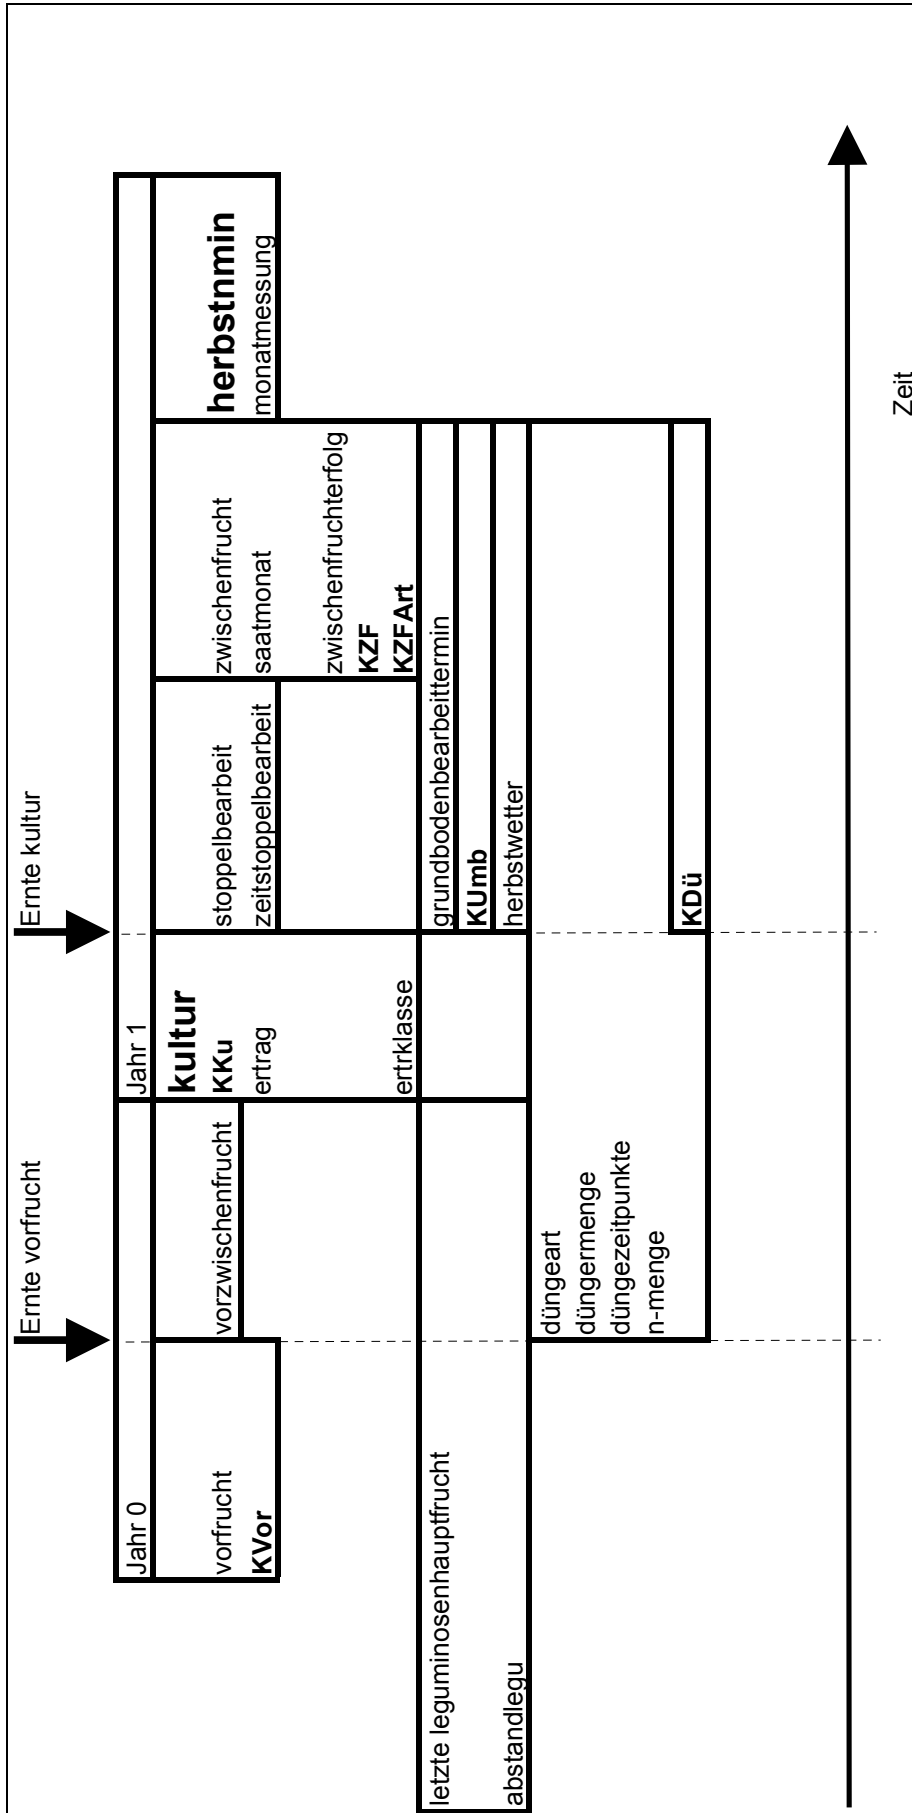 Ernte vorfrucht
Ernte kultur
Jahr 0
Jahr 1
vorfrucht
KVor
vorzwischenfrucht
kultur
KKu
ertrag
ertrklasse
stoppelbearbeit
zeitstoppelbearbeit
zwischenfrucht
saatmonat
zwischenfruchterfolg
KZF
KZFArt
herbstnmin
monatmessung
letzte leguminosenhauptfrucht
abstandlegu
grundbodenbearbeittermin
KUmb
herbstwetter
düngeart
düngermenge
düngezeitpunkte
n-menge
KDü
Zeit